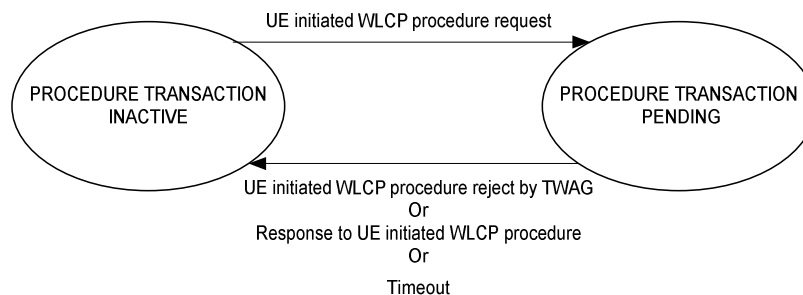 UE initiated WLCP procedure request
PROCEDURE TRANSACTION
INACTIVE
PROCEDURE TRANSACTION
PENDING
UE initiated WLCP procedure reject by TWAG
Or
Response to UE initiated WLCP procedure
Or
Timeout